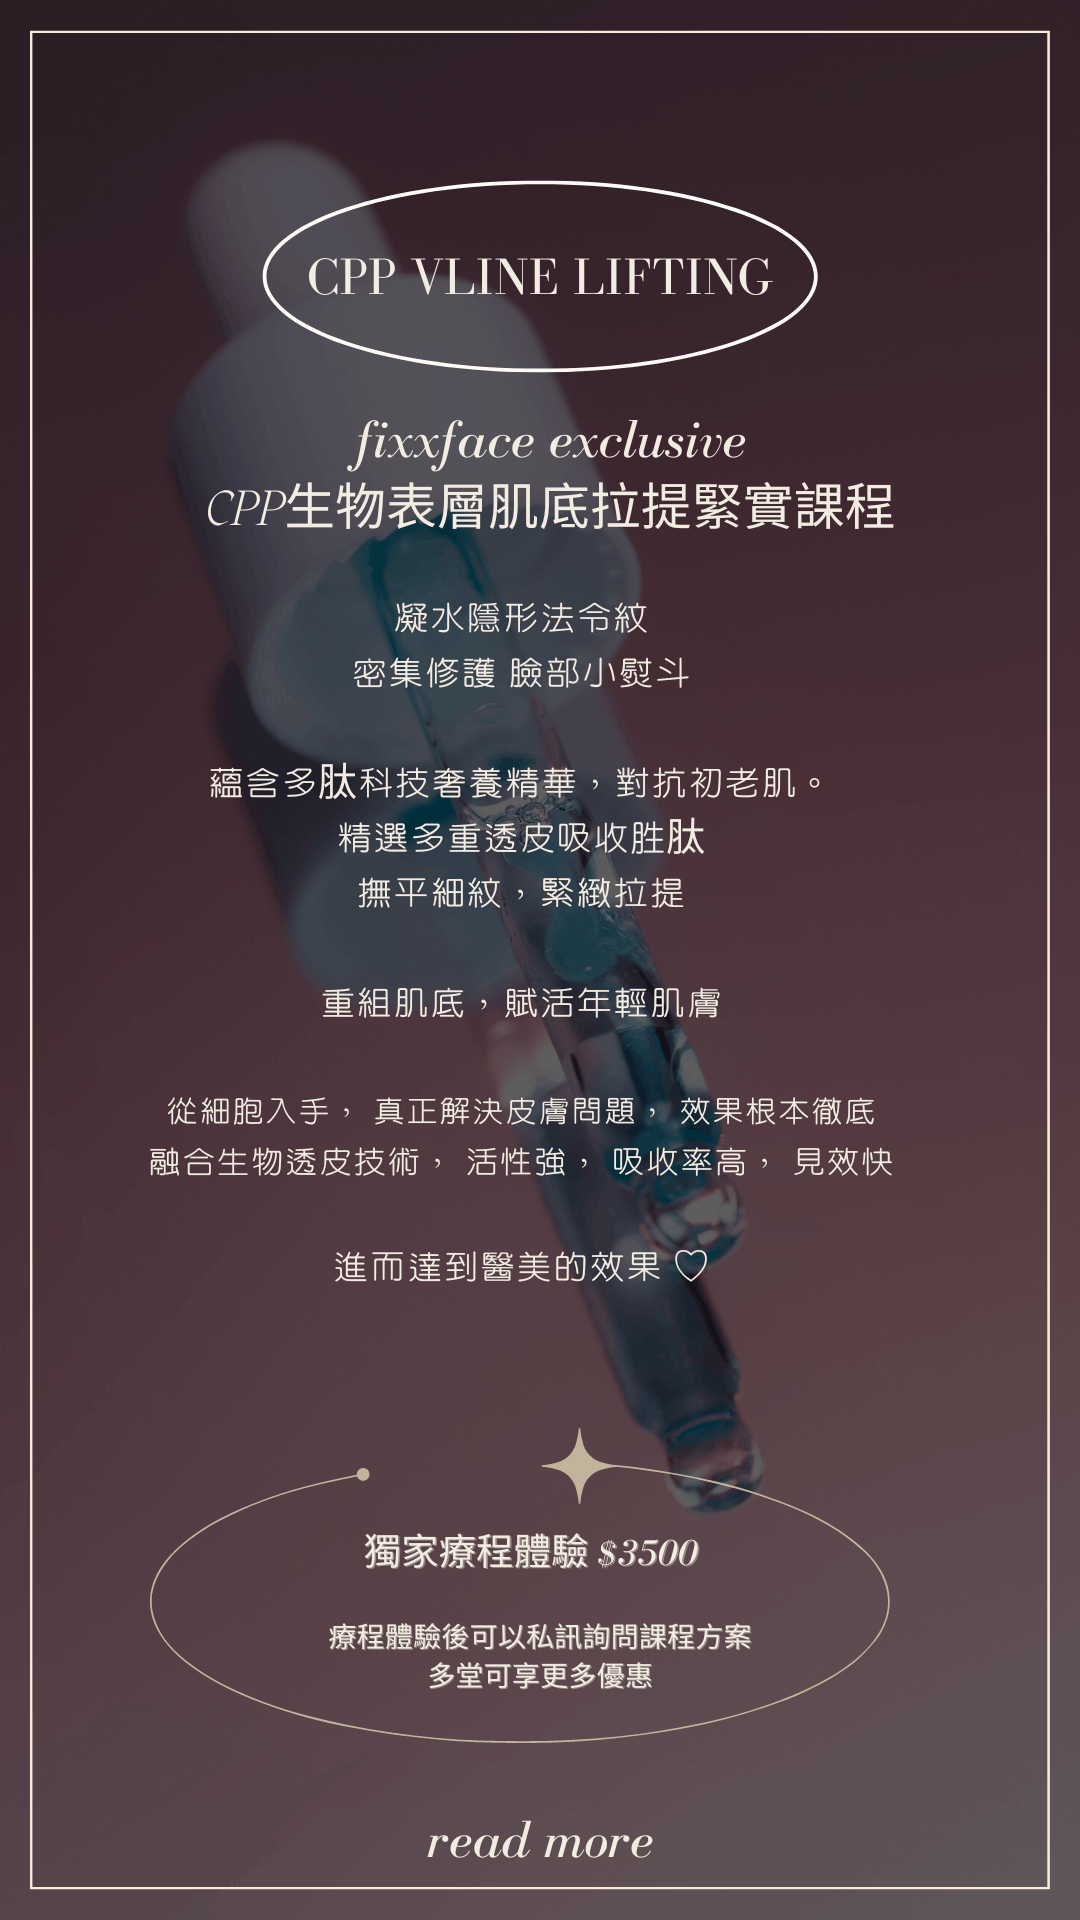 CPP VLINE LIFTING
fixxface exclusive
CPP生物表層肌底拉提緊實課程
凝水隱形法令紋
密集修護 臉部小熨斗
蘊含多肽科技奢養精華，對抗初老肌。
精選多重透皮吸收胜肽
撫平細紋，緊緻拉提
重組肌底，賦活年輕肌膚
從細胞入手， 真正解決皮膚問題， 效果根本徹底
融合生物透皮技術， 活性強， 吸收率高， 見效快
進而達到醫美的效果 ♡
獨家療程體驗 $3500
療程體驗後可以私訊詢問課程方案
多堂可享更多優惠
read more